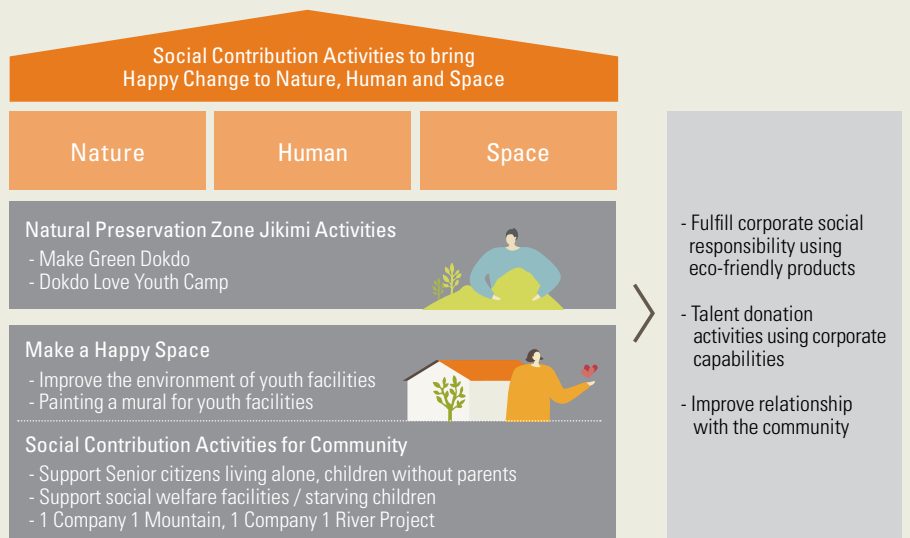 Social Contribution Activities to bring
Happy Change to Nature, Human and Space
Nature
Human
Space
Natural Preservation Zone Jikimi Activities
- Make Green Dokdo
- Dokdo Love Youth Camp
Make a Happy Space
- Improve the environment of youth facilities
- Painting a mural for youth facilities
Social Contribution Activities for Community
- Support Senior citizens living alone, children without parents
- Support social welfare facilities / starving children
- 1 Company 1 Mountain, 1 Company 1 River Project
- Fulfill corporate social
responsibility using
eco-friendly products
- Talent donation
activities using corporate
capabilities
- Improve relationship
with the community